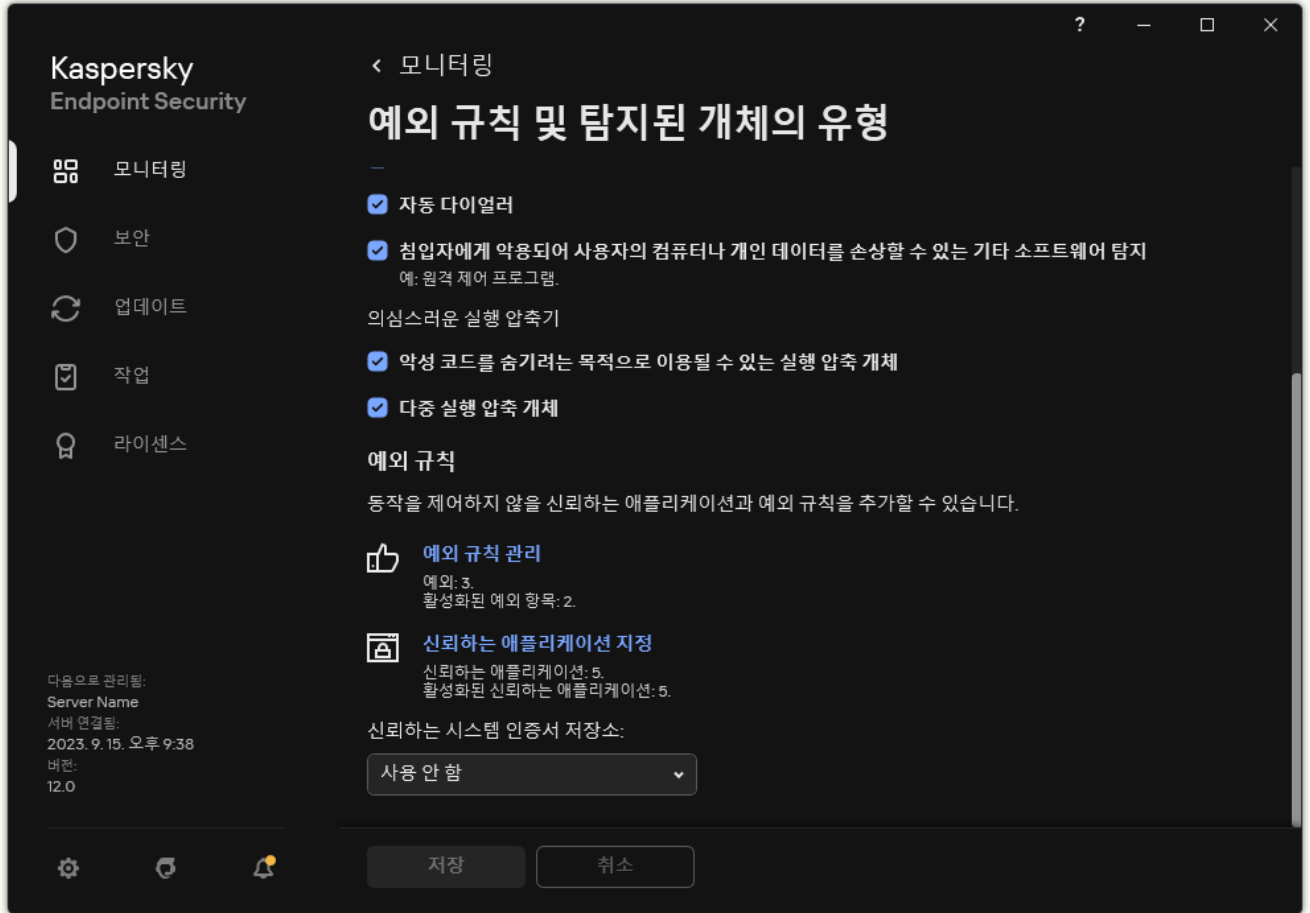 ?
Kaspersky
Endpoint Security
모니터링
보안
업데이트
작업
라이센스
다음으로 관리됨:
Server Name
서버 연결됨:
2023. 9. 15. 오후 9:38
버전:
12.0
모니터링
예외 규칙 및 탐지된 개체의 유형
자동 다이얼러
침입자에게 악용되어 사용자의 컴퓨터나 개인 데이터를 손상할 수 있는 기타 소프트웨어 탐지
예: 원격 제어 프로그램.
의심스러운 실행 압축기
악성 코드를 숨기려는 목적으로 이용될 수 있는 실행 압축 개체
다중 실행 압축 개체
예외 규칙
동작을 제어하지 않을 신뢰하는 애플리케이션과 예외 규칙을 추가할 수 있습니다.
예외 규칙 관리
예외: 3.
활성화된 예외 항목: 2.
신뢰하는 애플리케이션 지정
신뢰하는 애플리케이션: 5.
활성화된 신뢰하는 애플리케이션: 5.
신뢰하는 시스템 인증서 저장소:
사용 안 함
저장
취소